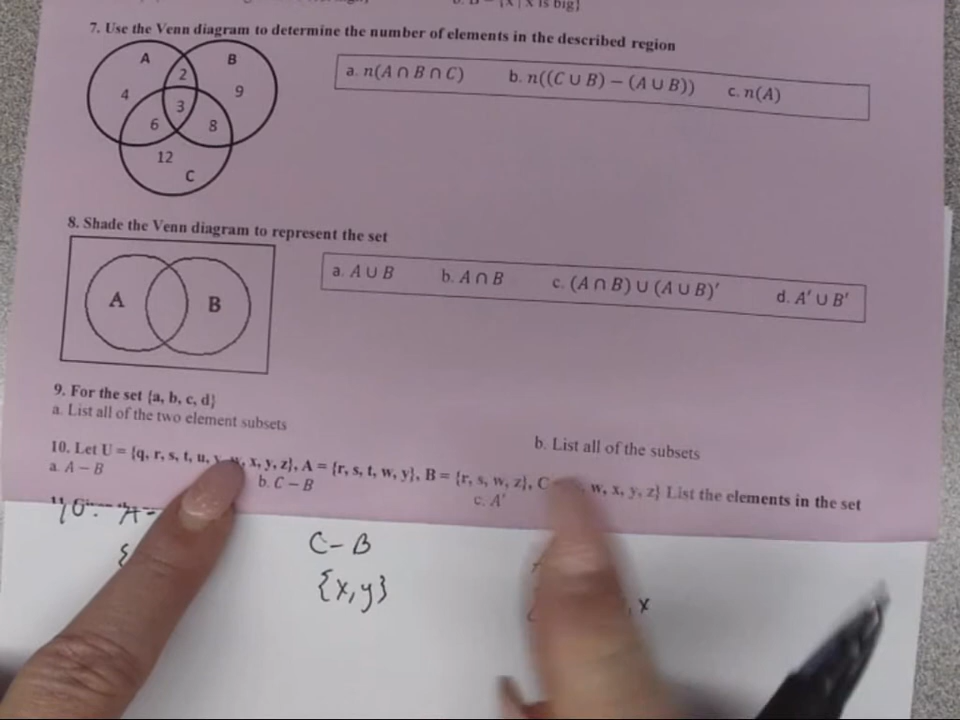 x is big}
7. Use the Venn diagram to determine the number of elements in the described region
A B
2
4 9
3
6 8
12
C
a. n(A ∩ B ∩ C) b. n((C ∪ B) − (A ∪ B)) c. n(A)
8. Shade the Venn diagram to represent the set
A B
a. A ∪ B b. A ∩ B c. (A ∩ B) ∪ (A ∪ B)' d. A' ∪ B'
9. For the set {a, b, c, d}
a. List all of the two element subsets b. List all of the subsets
10. Let U = {q, r, s, t, u, x, y, z}, A = {r, s, t, w, y}, B = {r, s, w, z}, C w, x, y, z} List the elements in the set
a. A − B b. C − B c. A'
C - B
{x,y}
, x